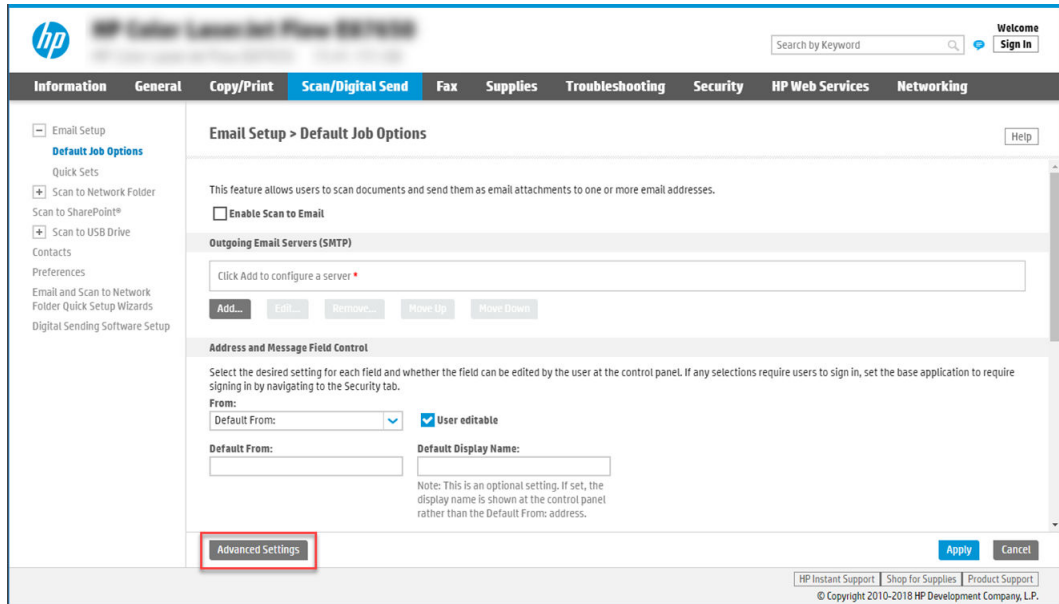 hp
Welcome
Search by Keyword
Sign In
Information General Copy/Print Scan/Digital Send Fax Supplies Troubleshooting Security HP Web Services Networking
Email Setup
Default Job Options
Quick Sets
Scan to Network Folder
Scan to SharePoint®
Scan to USB Drive
Contacts
Preferences
Email and Scan to Network
Folder Quick Setup Wizards
Digital Sending Software Setup
Email Setup > Default Job Options
Help
This feature allows users to scan documents and send them as email attachments to one or more email addresses.
Enable Scan to Email
Outgoing Email Servers (SMTP)
Click Add to configure a server *
Add... Edit... Remove... Move Up Move Down
Address and Message Field Control
Select the desired setting for each field and whether the field can be edited by the user at the control panel. If any selections require users to sign in, set the base application to require
signing in by navigating to the Security tab.
From:
Default From: User editable
Default From: Default Display Name:
Note: This is an optional setting. If set, the
display name is shown at the control panel
rather than the Default From: address.
Advanced Settings Apply Cancel
HP Instant Support Shop for Supplies Product Support
© Copyright 2010-2018 HP Development Company, L.P.